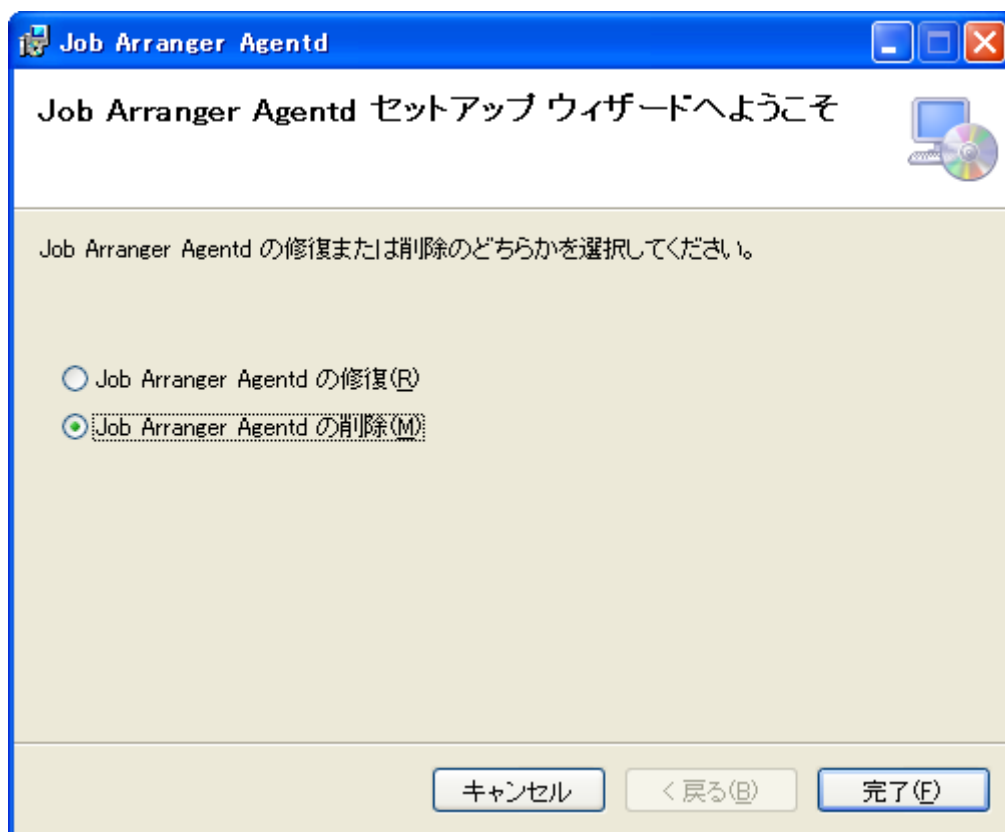 Job Arranger Agentd
Job Arranger Agentd セットアップ ウィザードへようこそ
Job Arranger Agentd の修復または削除のどちらかを選択してください。
Job Arranger Agentd の修復(R)
Job Arranger Agentd の削除(M)
キャンセル
< 戻る(B)
完了(F)